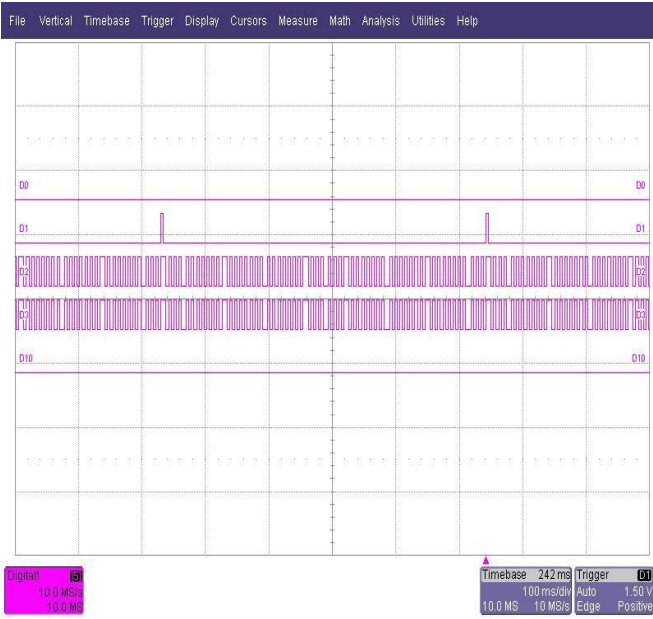 File Vertical Timebase Trigger Display Cursors Measure Math Analysis Utilities Help
D0 D0
D1 D1
D2 D2
D3 D3
D10 D10
Timebase 242 ms Trigger D1
100 ms/div Auto 1.50 V
10.0 MS 10 MS/s Edge Positive
10.0 MS/s
10.0 MS